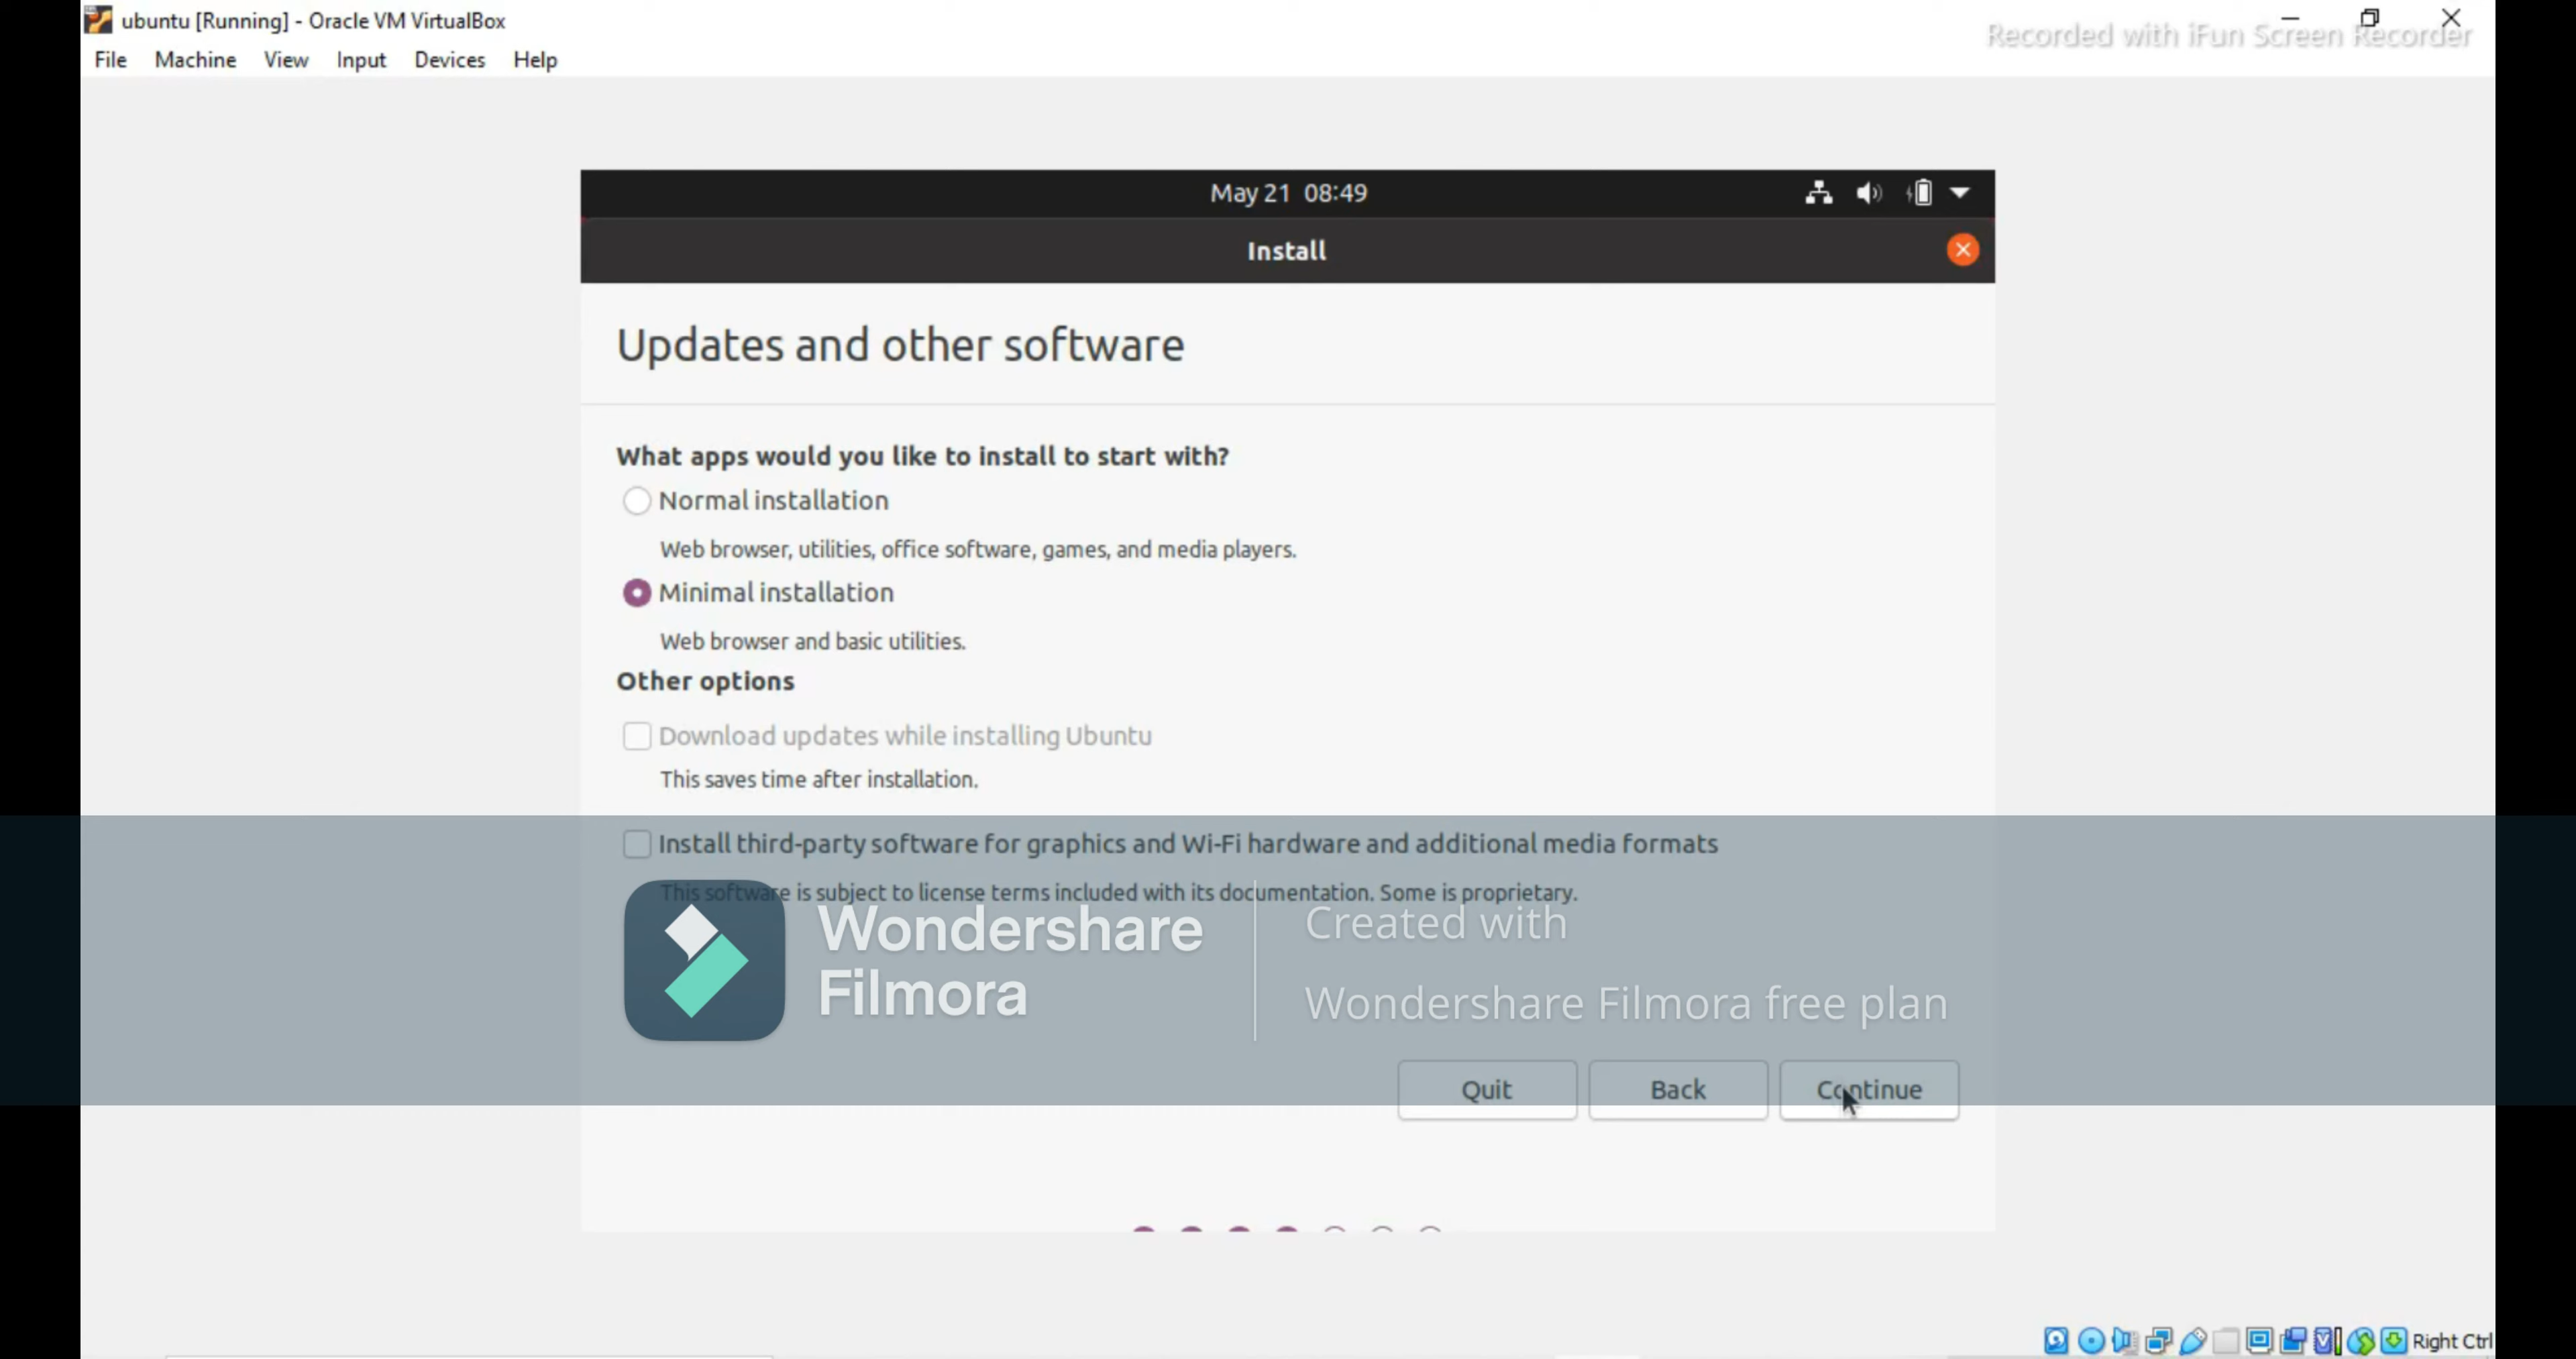 ubuntu [Running] - Oracle VM VirtualBox
Recorded with iFun Screen Recorder
File Machine View Input Devices Help
May 21 08:49
Install
Updates and other software
What apps would you like to install to start with?
Normal installation
Web browser, utilities, office software, games, and media players.
Minimal installation
Web browser and basic utilities.
Other options
Download updates while installing Ubuntu
This saves time after installation.
Install third-party software for graphics and Wi-Fi hardware and additional media formats
This software is subject to license terms included with its documentation. Some is proprietary.
Wondershare
Filmora
Created with
Wondershare Filmora free plan
Quit Back Continue
Right Ctrl